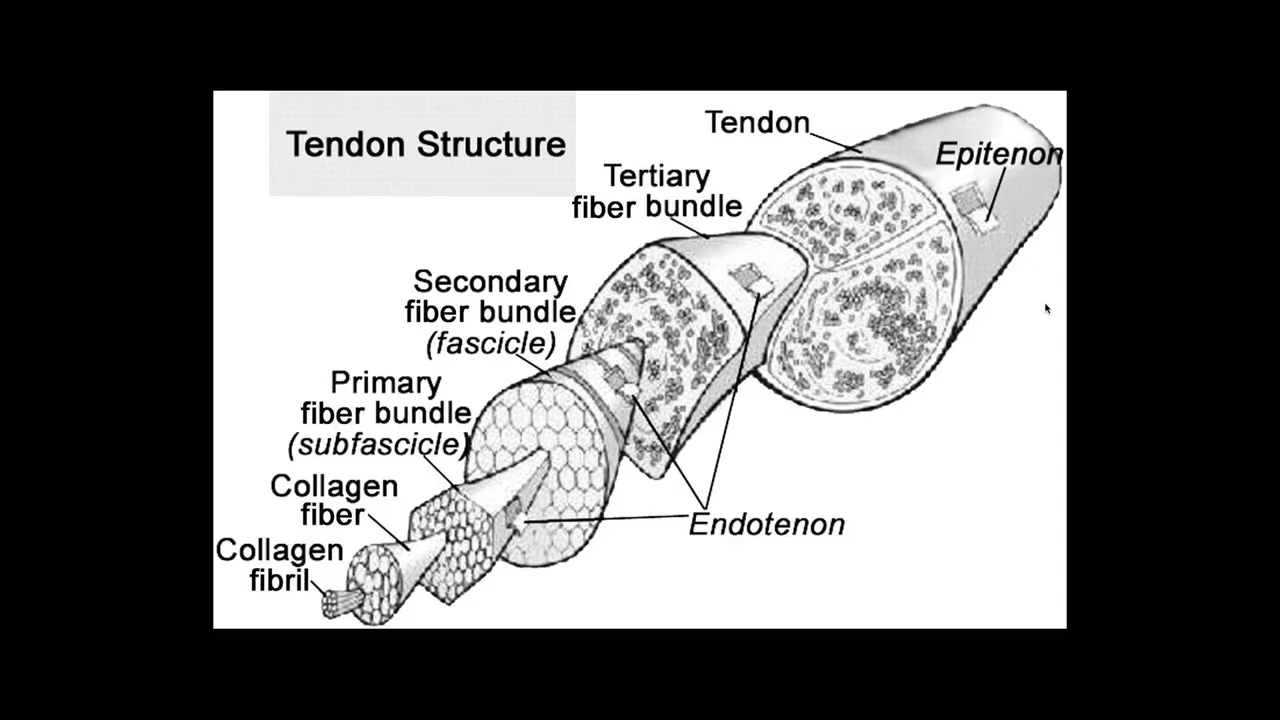 Tendon Structure
Tendon
Epitenon
Tertiary
fiber bundle
Secondary
fiber bundle
(fascicle)
Primary
fiber bundle
(subfascicle)
Collagen
fiber
Collagen
fibril
Endotenon